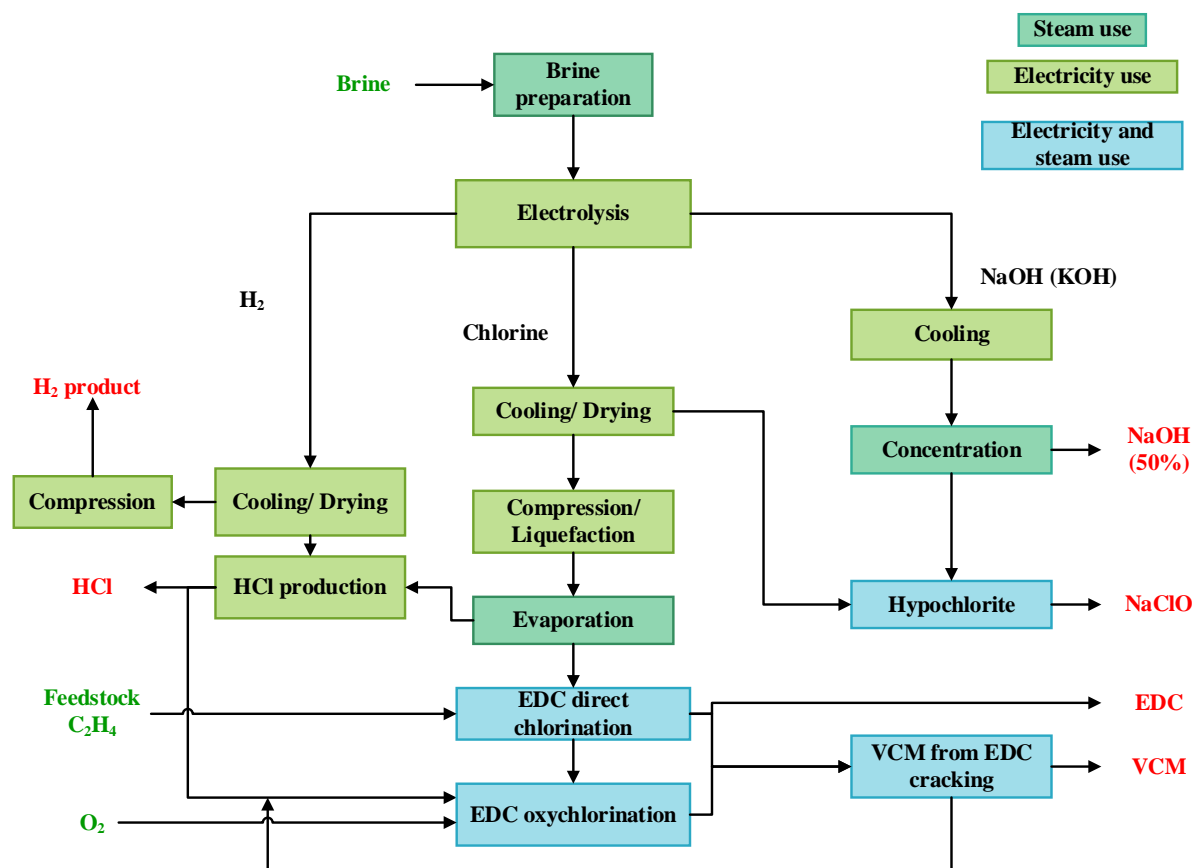 Steam use
Brine
Brine
preparation
Electricity use
Electricity and
steam use
Electrolysis
H₂
NaOH (KOH)
Chlorine
Cooling
H₂ product
Cooling/ Drying
Concentration
NaOH
(50%)
Compression
Cooling/ Drying
Compression/
Liquefaction
HCl
HCl production
Evaporation
Hypochlorite
NaClO
Feedstock
C₂H₄
EDC direct
chlorination
EDC
VCM from EDC
cracking
VCM
O₂
EDC oxychlorination